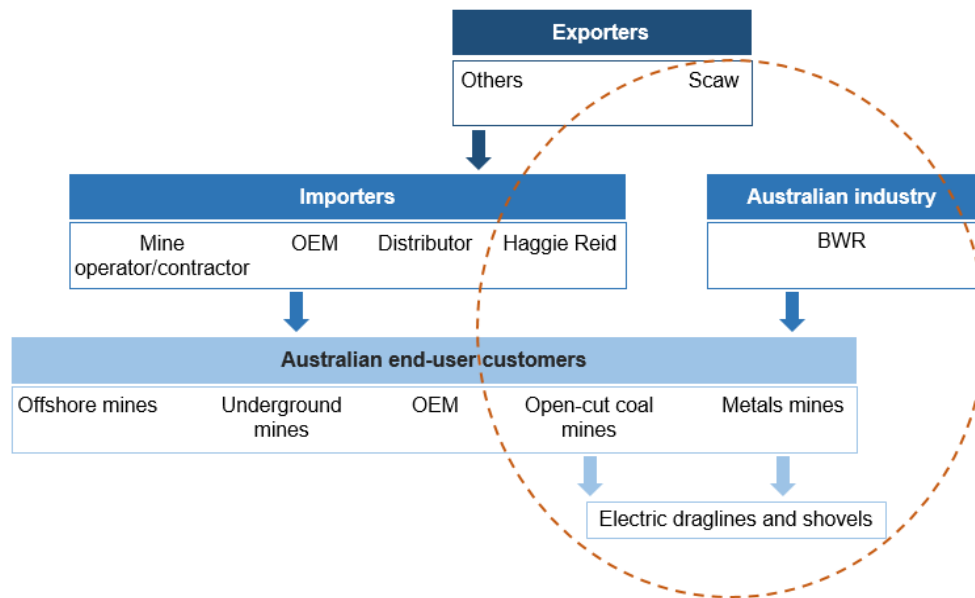 Exporters
Others Scaw
Importers
Australian industry
Mine
operator/contractor
OEM
Distributor
Haggie Reid
BWR
Australian end-user customers
Offshore mines
Underground
mines
OEM
Open-cut coal
mines
Metals mines
Electric draglines and shovels